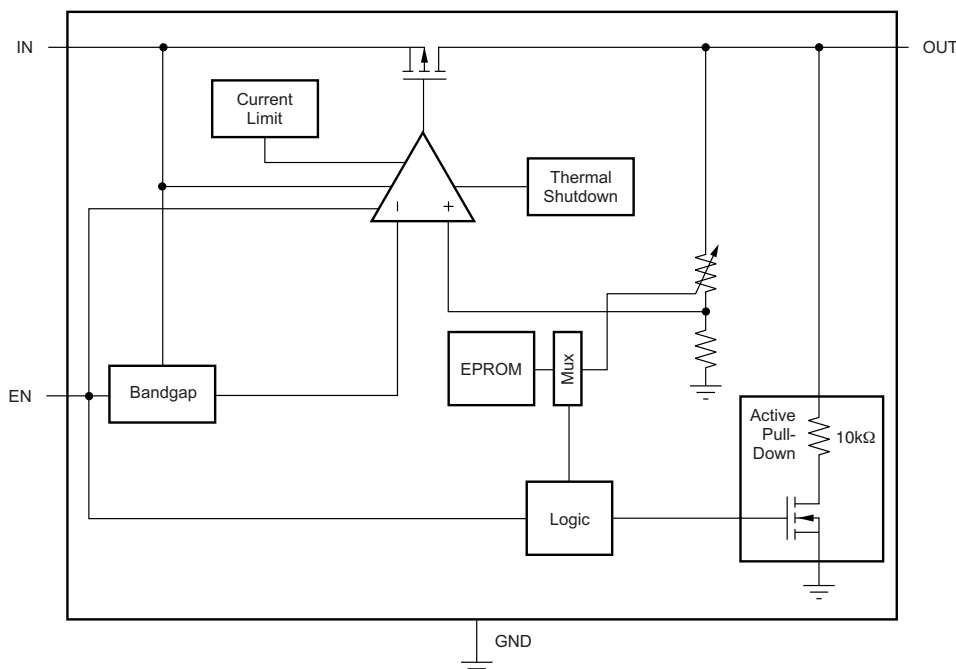 IN
OUT
Current
Limit
Thermal
Shutdown
EPROM
Mux
EN
Bandgap
Active
Pull-
Down
10kΩ
Logic
GND